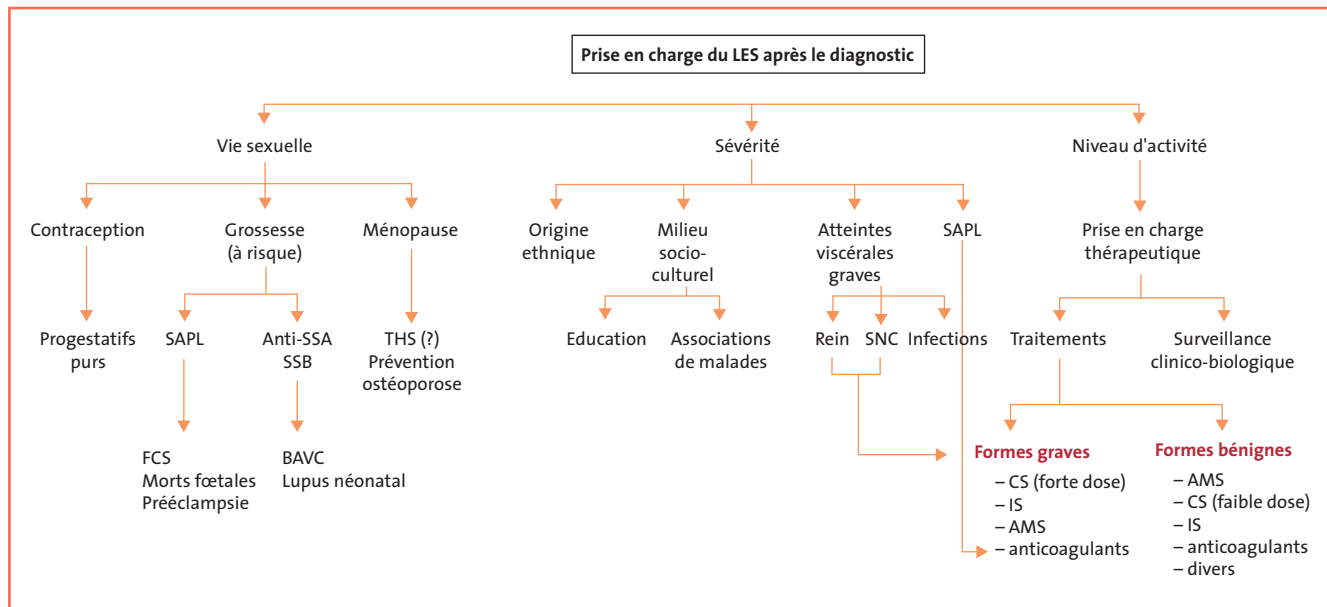 Prise en charge du LES après le diagnostic
Vie sexuelle
Sévérité
Niveau d'activité
Contraception
Grossesse
(à risque)
Ménopause
Origine
ethnique
Milieu
socio-
culturel
Atteintes
viscérales
graves
SAPL
Prise en charge
thérapeutique
Progestatifs
purs
SAPL
Anti-SSA
SSB
THS (?)
Prévention
ostéoporose
Education
Associations
de malades
Rein
SNC
Infections
Traitements
Surveillance
clinico-biologique
FCS
Morts fœtales
Prééclampsie
BAVC
Lupus néonatal
Formes graves
– CS (forte dose)
– IS
– AMS
– anticoagulants
Formes bénignes
– AMS
– CS (faible dose)
– IS
– anticoagulants
– divers